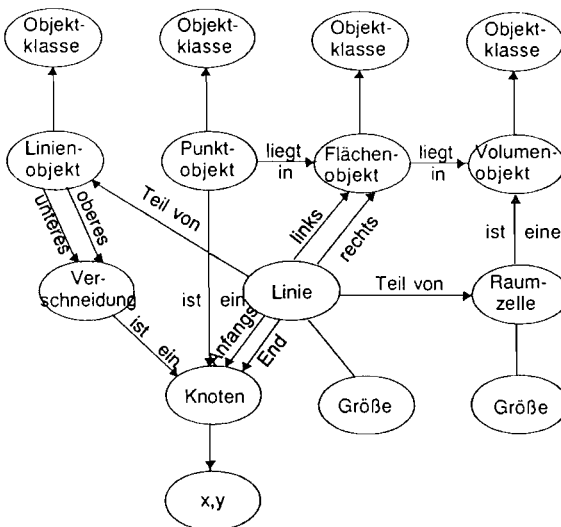 Objekt-
klasse
Objekt-
klasse
Objekt-
klasse
Objekt-
klasse
Linien-
objekt
Punkt-
objekt
liegt
in
Flächen-
objekt
liegt
in
Volumen-
objekt
unteres
oberes
Teil von
links
rechts
ist eine
Ver-
schneidung
ist ein
Linie
Teil von
Raum-
zelle
ist ein
Anfangs
End
Knoten
Größe
Größe
x,y